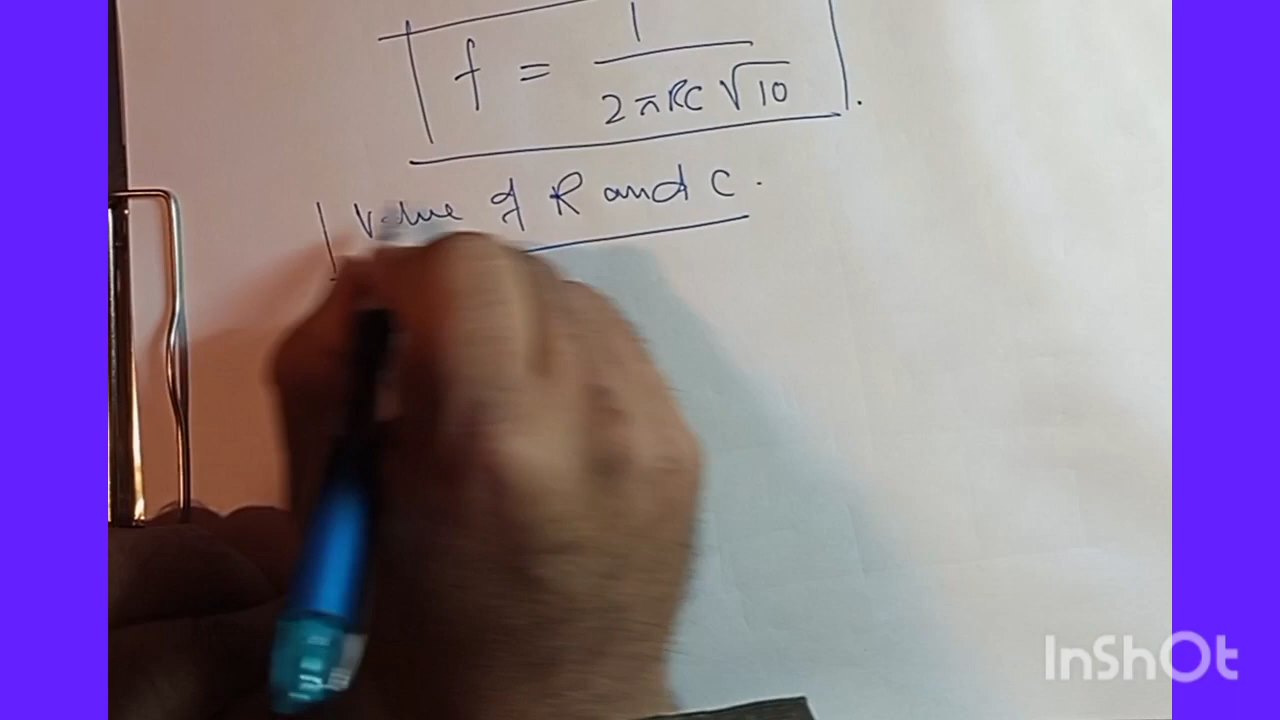 f = 1 / 2πRC √10 .
Value of R and C .
InShOt